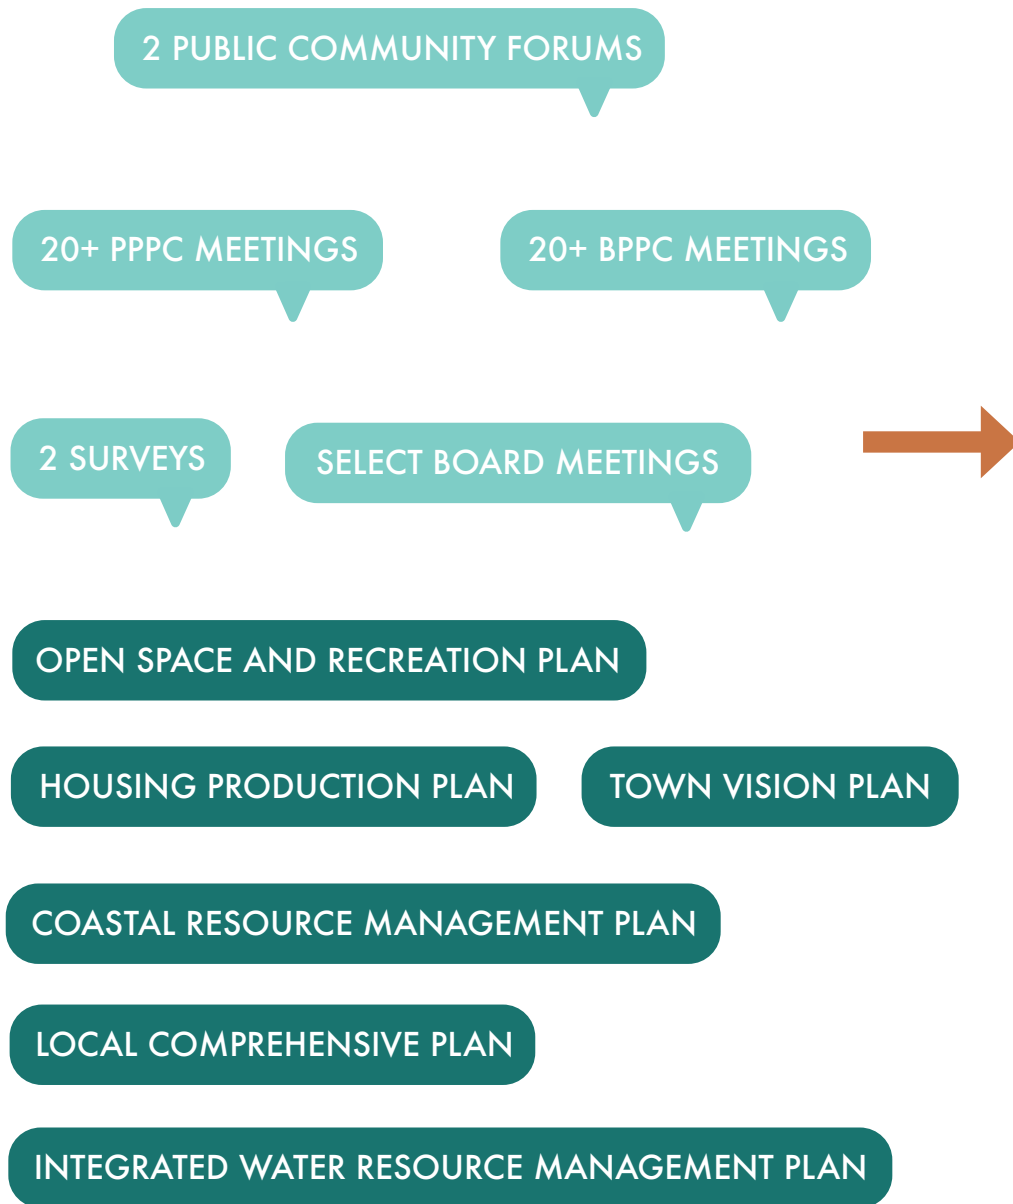 2 PUBLIC COMMUNITY FORUMS
20+ PPPC MEETINGS
20+ BPPC MEETINGS
2 SURVEYS
SELECT BOARD MEETINGS
OPEN SPACE AND RECREATION PLAN
HOUSING PRODUCTION PLAN
TOWN VISION PLAN
COASTAL RESOURCE MANAGEMENT PLAN
LOCAL COMPREHENSIVE PLAN
INTEGRATED WATER RESOURCE MANAGEMENT PLAN